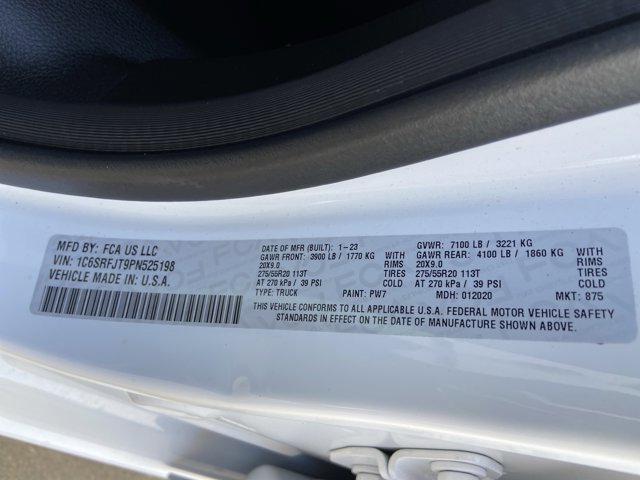 MFD BY: FCA US LLC
VIN: 1C6SRFJT9PN525198
VEHICLE MADE IN: U.S.A.
DATE OF MFR (BUILT): 1-23 GVWR: 7100 LB / 3221 KG
GAWR FRONT: 3900 LB / 1770 KG GAWR REAR: 4100 LB / 1860 KG
20X9.0 RIMS 20X9.0 RIMS
275/55R20 113T TIRES 275/55R20 113T TIRES
AT 270 kPa / 39 PSI COLD AT 270 kPa / 39 PSI COLD
TYPE: TRUCK PAINT: PW7 MDH: 012020 MKT: 875
THIS VEHICLE CONFORMS TO ALL APPLICABLE U.S.A. FEDERAL MOTOR VEHICLE SAFETY
STANDARDS IN EFFECT ON THE DATE OF MANUFACTURE SHOWN ABOVE.